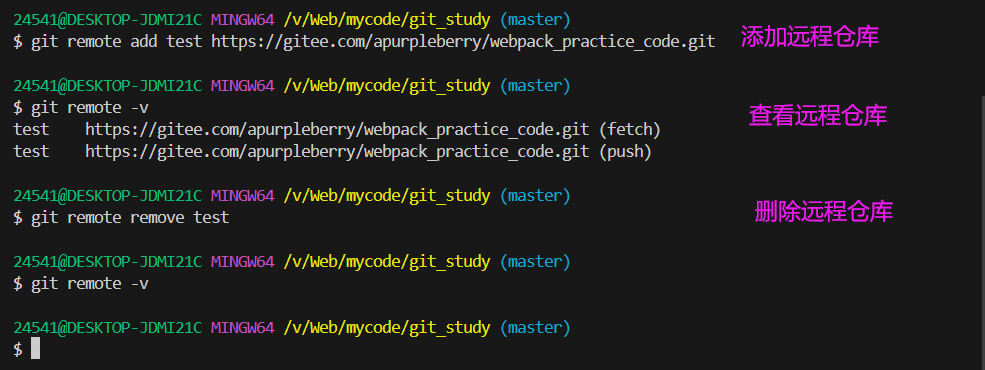 24541@DESKTOP-JDMI21C MINGW64 /v/Web/mycode/git_study (master)
$ git remote add test https://gitee.com/apurpleberry/webpack_practice_code.git 添加远程仓库
24541@DESKTOP-JDMI21C MINGW64 /v/Web/mycode/git_study (master)
$ git remote -v 查看远程仓库
test https://gitee.com/apurpleberry/webpack_practice_code.git (fetch)
test https://gitee.com/apurpleberry/webpack_practice_code.git (push)
24541@DESKTOP-JDMI21C MINGW64 /v/Web/mycode/git_study (master)
$ git remote remove test 删除远程仓库
24541@DESKTOP-JDMI21C MINGW64 /v/Web/mycode/git_study (master)
$ git remote -v
24541@DESKTOP-JDMI21C MINGW64 /v/Web/mycode/git_study (master)
$